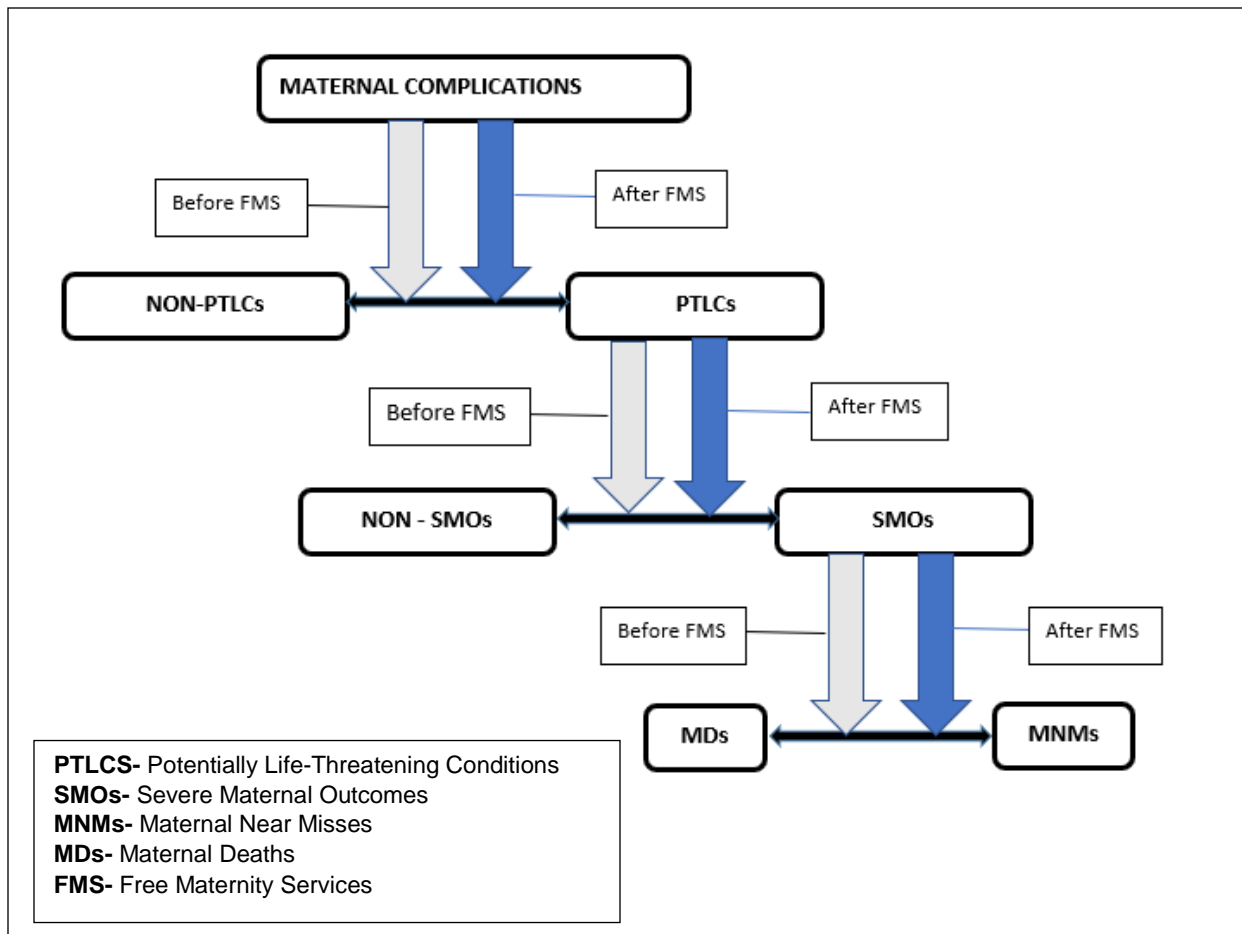 MATERNAL COMPLICATIONS
Before FMS
After FMS
NON-PTLCs
PTLCs
Before FMS
After FMS
NON - SMOs
SMOs
Before FMS
After FMS
MDs
MNMs
PTLCS- Potentially Life-Threatening Conditions
SMOs- Severe Maternal Outcomes
MNMs- Maternal Near Misses
MDs- Maternal Deaths
FMS- Free Maternity Services